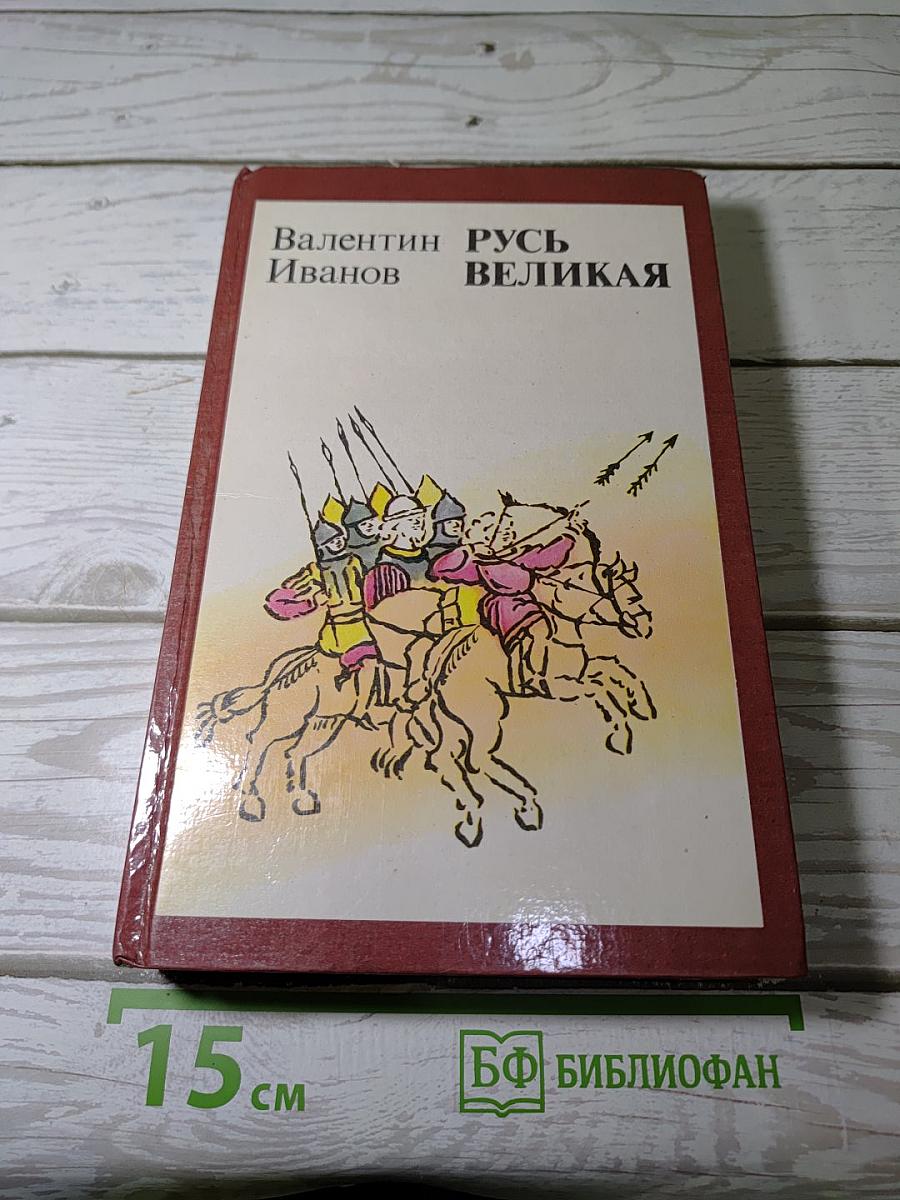 Валентин
Иванов
РУСЬ
ВЕЛИКАЯ
15 см
БФ БИБЛИОФАН